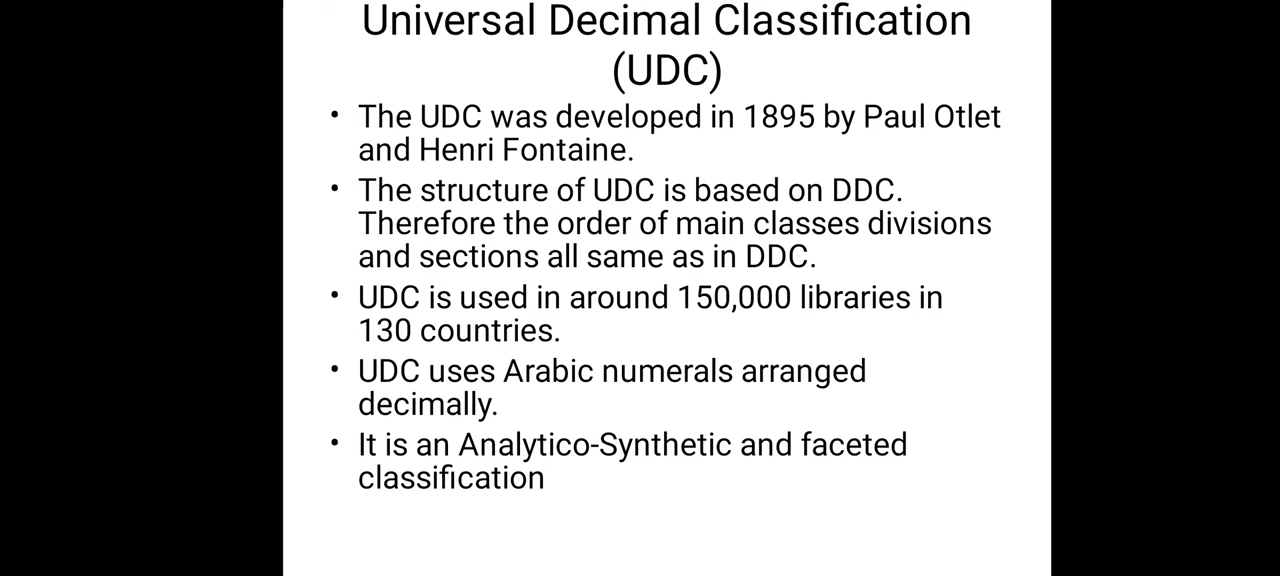 Universal Decimal Classification
(UDC)
• The UDC was developed in 1895 by Paul Otlet
and Henri Fontaine.
• The structure of UDC is based on DDC.
Therefore the order of main classes divisions
and sections all same as in DDC.
• UDC is used in around 150,000 libraries in
130 countries.
• UDC uses Arabic numerals arranged
decimally.
• It is an Analytico-Synthetic and faceted
classification